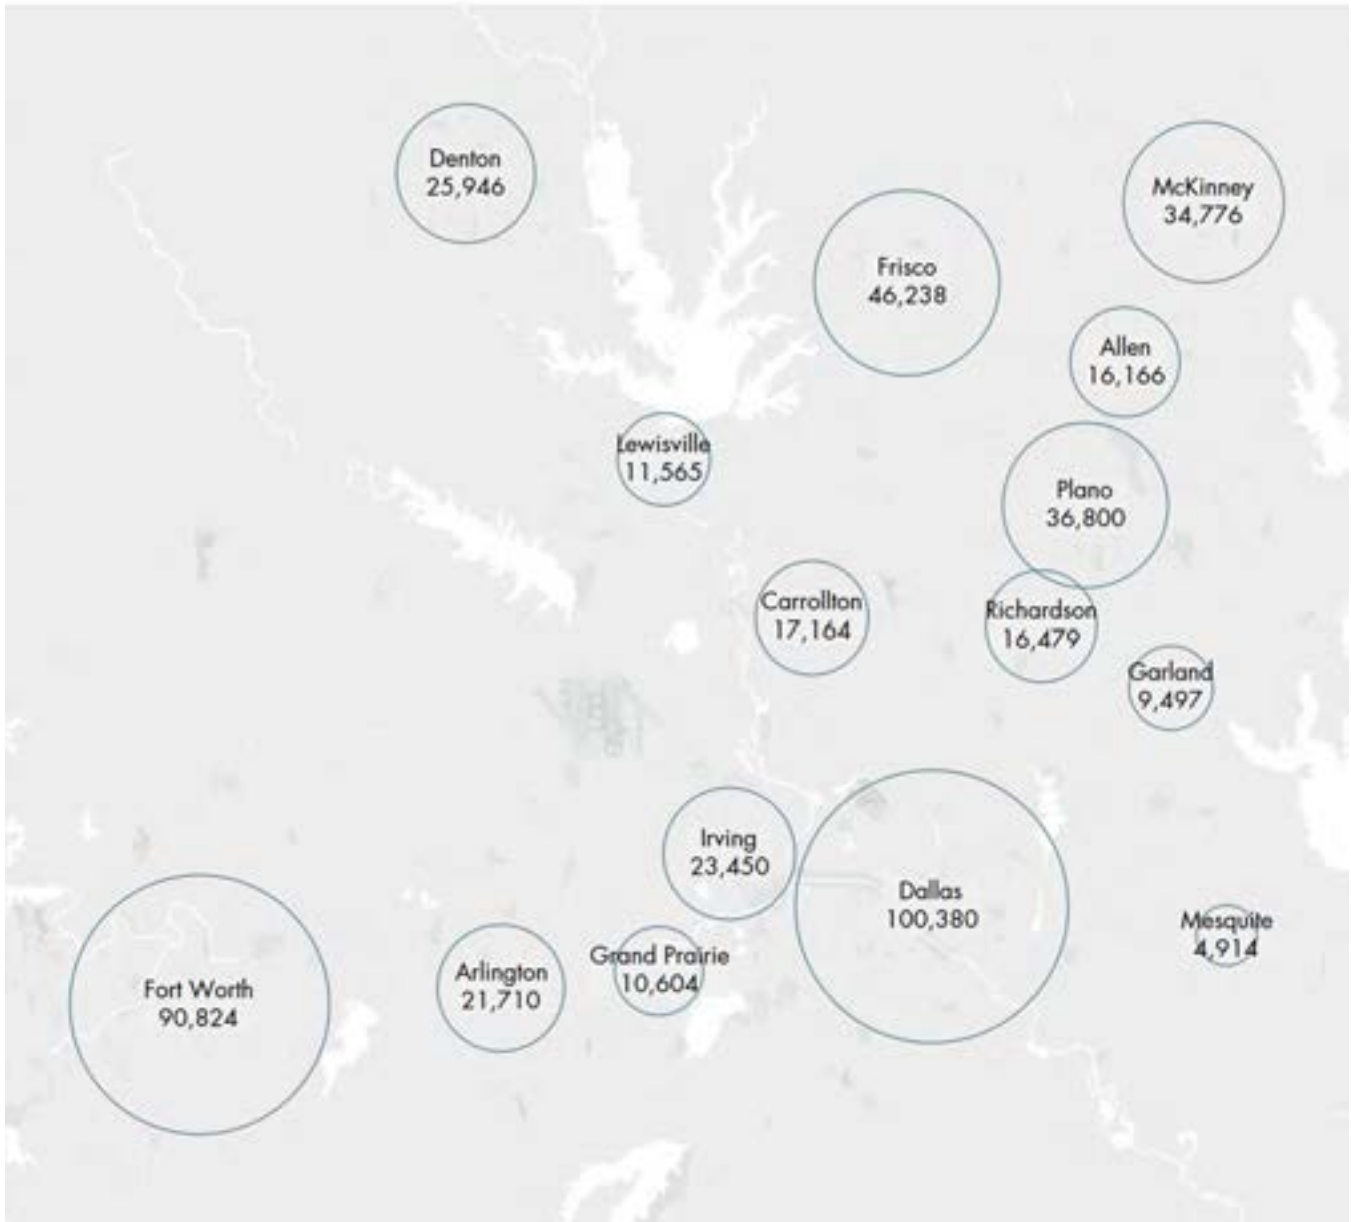 Denton
25,946
McKinney
34,776
Frisco
46,238
Allen
16,166
Lewisville
11,565
Plano
36,800
Carrollton
17,164
Richardson
16,479
Garland
9,497
Irving
23,450
Dallas
100,380
Mesquite
4,914
Grand Prairie
10,604
Arlington
21,710
Fort Worth
90,824